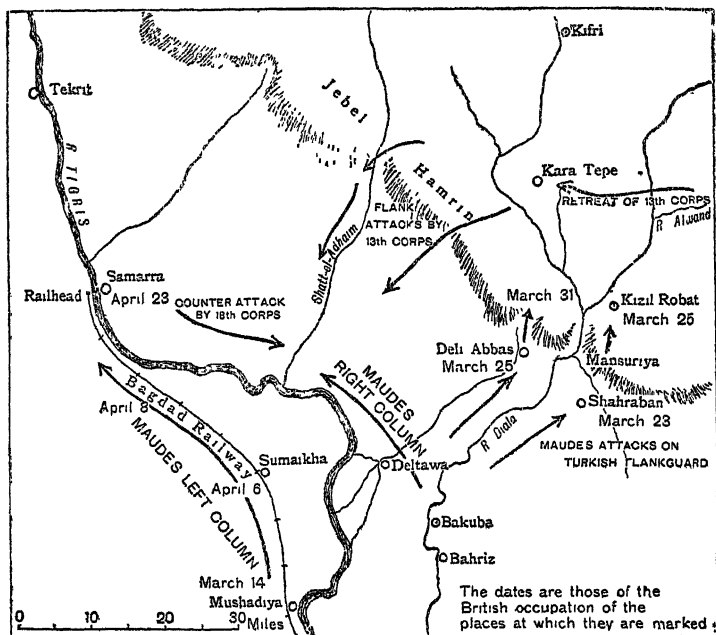 Kifri
Tekrit
Jebel
Hamrin
R TIGRIS
Kara Tepe
RETREAT OF 13th CORPS
R Alwand
FLANK
ATTACKS BY
13th CORPS
Shatt-el-Adhaim
Samarra
Railhead
April 23
COUNTER ATTACK
BY 18th CORPS
March 31
Kizil Robat
March 25
Deli Abbas
March 25
Mansuriya
MAUDES
RIGHT COLUMN
Shahraban
March 23
April 8
Bagdad Railway
MAUDES LEFT COLUMN
R Diala
MAUDES ATTACKS ON
TURKISH FLANKGUARD
Sumaikha
April 6
Deltawa
Bakuba
Bahriz
March 14
Mushadiya
Miles
0 10 20 30
The dates are those of the
British occupation of the
places at which they are marked.